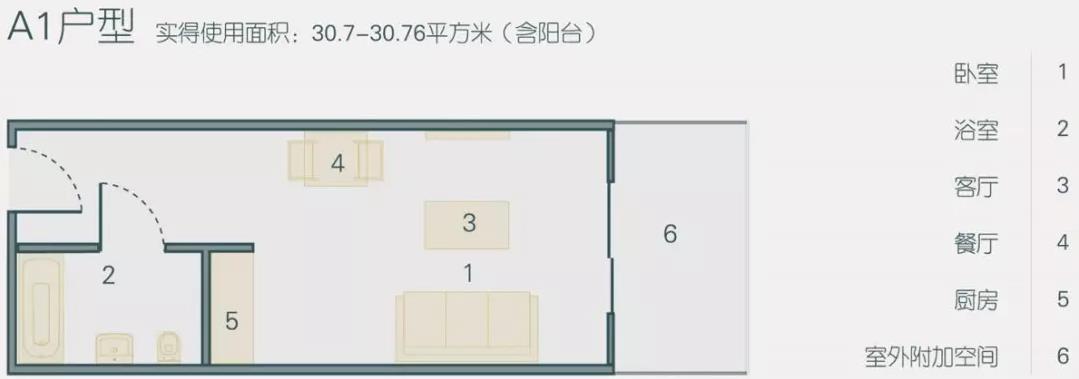 A1户型 实得使用面积：30.7-30.76平方米（含阳台）
卧室 1
浴室 2
客厅 3
餐厅 4
厨房 5
室外附加空间 6
4
3
6
2
1
5